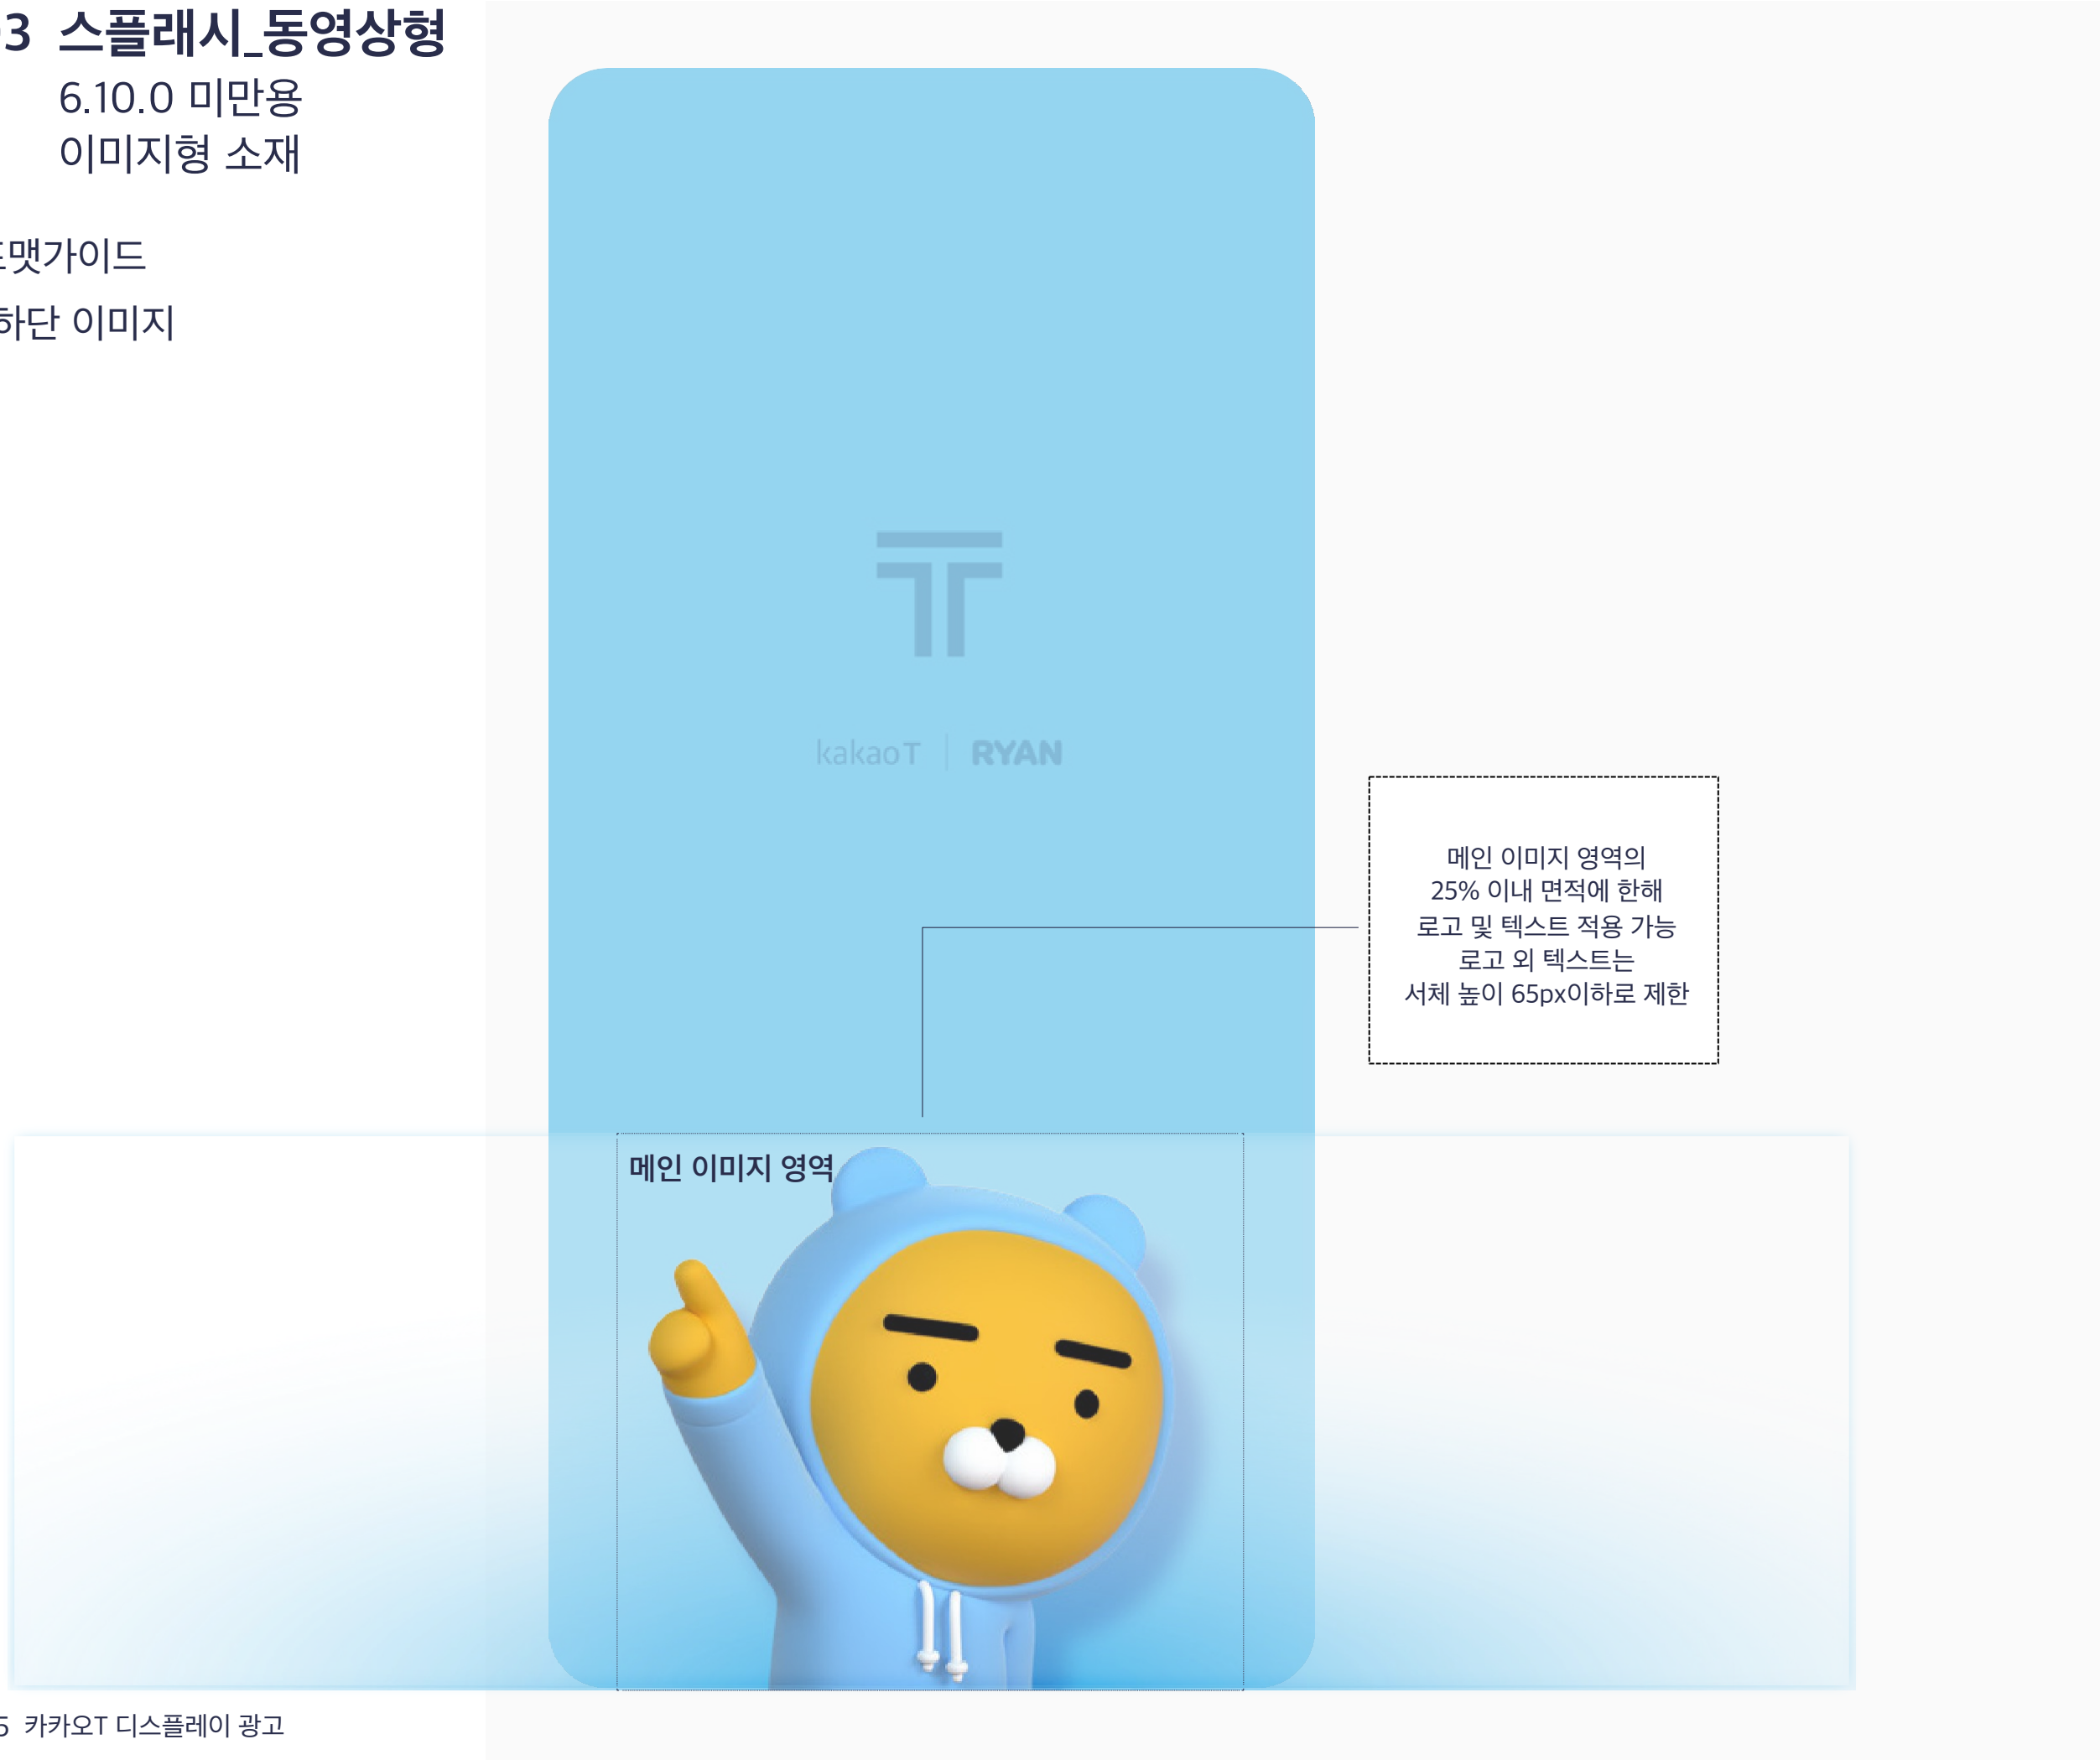 3 스플래시_동영상형
6.10.0 미만용
이미지형 소재
맷가이드
하단 이미지
kakao T | RYAN
메인 이미지 영역의
25% 이내 면적에 한해
로고 및 텍스트 적용 가능
로고 외 텍스트는
서체 높이 65px이하로 제한
메인 이미지 영역
5 카카오T 디스플레이 광고